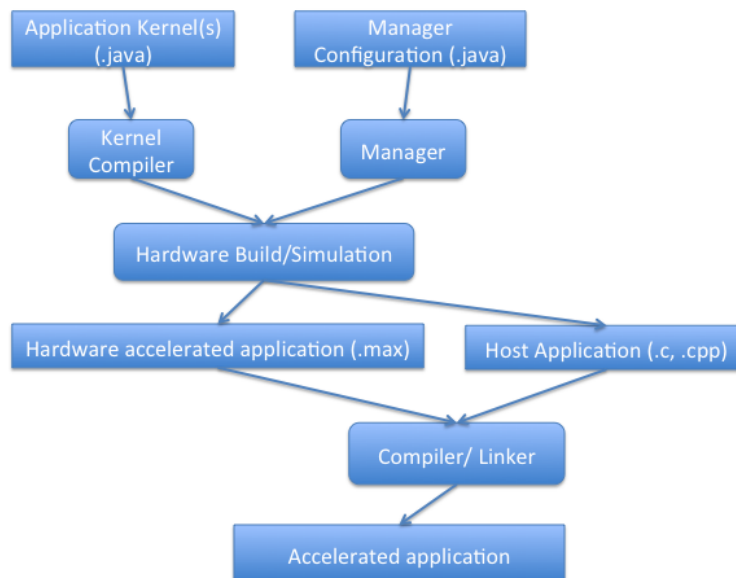 Application Kernel(s)
(.java)
Manager
Configuration (.java)
Kernel
Compiler
Manager
Hardware Build/Simulation
Hardware accelerated application (.max)
Host Application (.c, .cpp)
Compiler/ Linker
Accelerated application